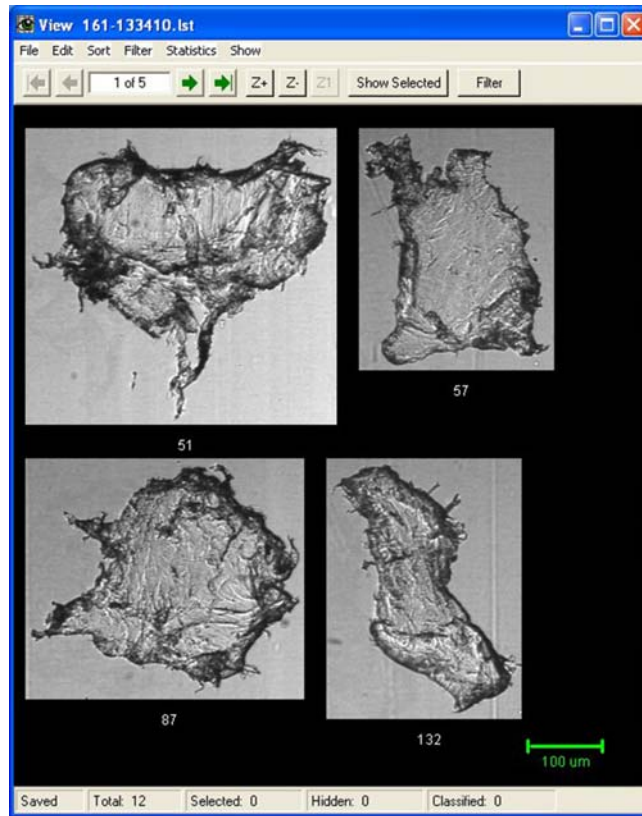 View 161-133410.lst
File Edit Sort Filter Statistics Show
1 of 5 Z+ Z- Z1 Show Selected Filter
57
51
87
132
100 um
Saved Total: 12 Selected: 0 Hidden: 0 Classified: 0